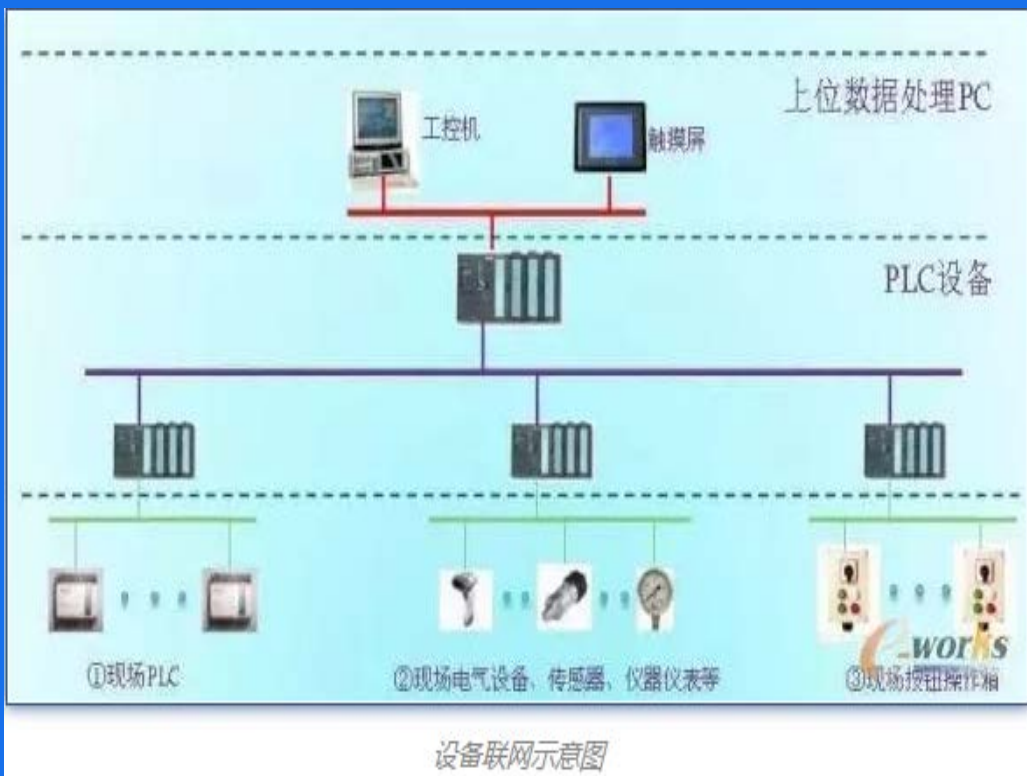 上位数据处理PC
工控机
触摸屏
PLC设备
①现场PLC
②现场电气设备、传感器、仪器仪表等
③现场按钮操作箱
e-works
设备联网示意图